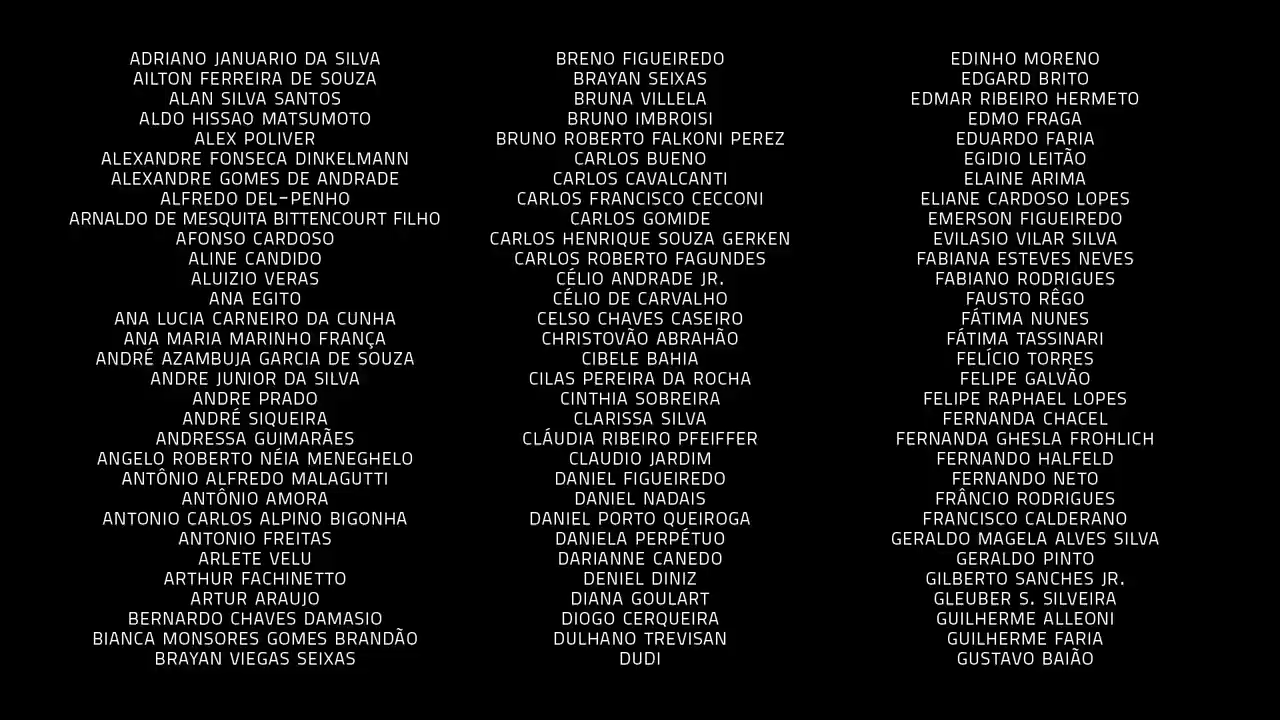 ADRIANO JANUARIO DA SILVA
AILTON FERREIRA DE SOUZA
ALAN SILVA SANTOS
ALDO HISSAO MATSUMOTO
ALEX POLIVER
ALEXANDRE FONSECA DINKELMANN
ALEXANDRE GOMES DE ANDRADE
ALFREDO DEL-PENHO
ARNALDO DE MESQUITA BITTENCOURT FILHO
AFONSO CARDOSO
ALINE CANDIDO
ALUIZIO VERAS
ANA EGITO
ANA LUCIA CARNEIRO DA CUNHA
ANA MARIA MARINHO FRANÇA
ANDRÉ AZAMBUJA GARCIA DE SOUZA
ANDRE JUNIOR DA SILVA
ANDRE PRADO
ANDRÉ SIQUEIRA
ANDRESSA GUIMARÃES
ANGELO ROBERTO NÉIA MENEGHELO
ANTÔNIO ALFREDO MALAGUTTI
ANTÔNIO AMORA
ANTONIO CARLOS ALPINO BIGONHA
ANTONIO FREITAS
ARLETE VELU
ARTHUR FACHINETTO
ARTUR ARAUJO
BERNARDO CHAVES DAMASIO
BIANCA MONSORES GOMES BRANDÃO
BRAYAN VIEGAS SEIXAS
BRENO FIGUEIREDO
BRAYAN SEIXAS
BRUNA VILLELA
BRUNO IMBROISI
BRUNO ROBERTO FALKONI PEREZ
CARLOS BUENO
CARLOS CAVALCANTI
CARLOS FRANCISCO CECCONI
CARLOS GOMIDE
CARLOS HENRIQUE SOUZA GERKEN
CARLOS ROBERTO FAGUNDES
CÉLIO ANDRADE JR.
CÉLIO DE CARVALHO
CELSO CHAVES CASEIRO
CHRISTOVÃO ABRAHÃO
CIBELE BAHIA
CILAS PEREIRA DA ROCHA
CINTHIA SOBREIRA
CLARISSA SILVA
CLÁUDIA RIBEIRO PFEIFFER
CLAUDIO JARDIM
DANIEL FIGUEIREDO
DANIEL NADAIS
DANIEL PORTO QUEIROGA
DANIELA PERPÉTUO
DARIANNE CANEDO
DENIEL DINIZ
DIANA GOULART
DIOGO CERQUEIRA
DULHANO TREVISAN
DUDI
EDINHO MORENO
EDGARD BRITO
EDMAR RIBEIRO HERMETO
EDMO FRAGA
EDUARDO FARIA
EGIDIO LEITÃO
ELAINE ARIMA
ELIANE CARDOSO LOPES
EMERSON FIGUEIREDO
EVILASIO VILAR SILVA
FABIANA ESTEVES NEVES
FABIANO RODRIGUES
FAUSTO RÊGO
FÁTIMA NUNES
FÁTIMA TASSINARI
FELÍCIO TORRES
FELIPE GALVÃO
FELIPE RAPHAEL LOPES
FERNANDA CHACEL
FERNANDA GHESLA FROHLICH
FERNANDO HALFELD
FERNANDO NETO
FRÂNCIO RODRIGUES
FRANCISCO CALDERANO
GERALDO MAGELA ALVES SILVA
GERALDO PINTO
GILBERTO SANCHES JR.
GLEUBER S. SILVEIRA
GUILHERME ALLEONI
GUILHERME FARIA
GUSTAVO BAIÃO